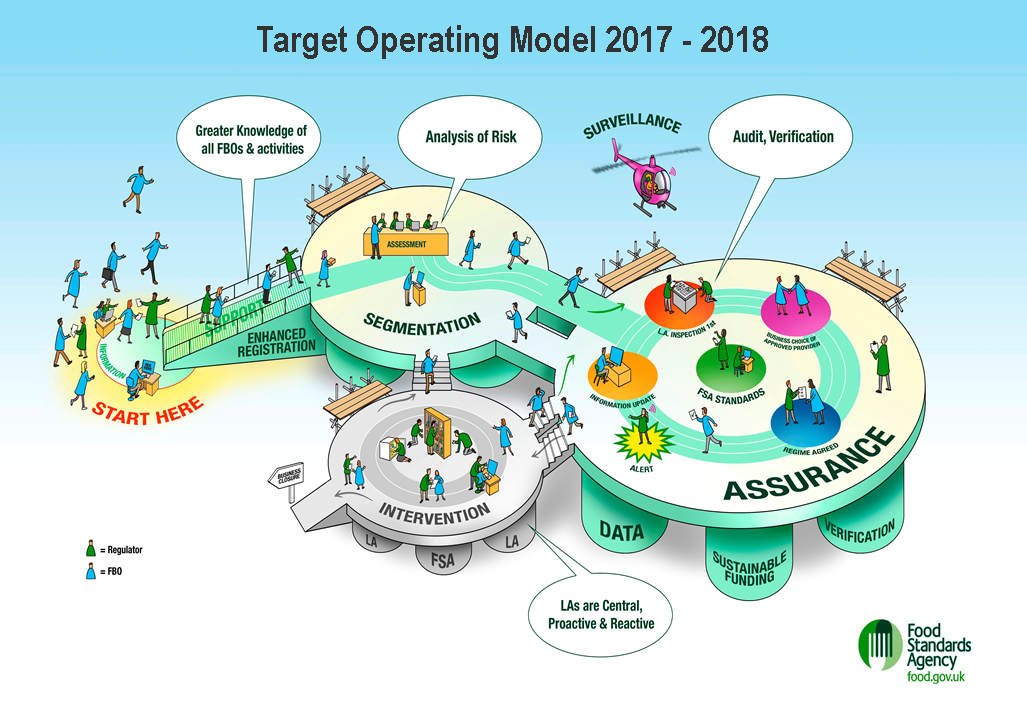 Target Operating Model 2017 - 2018
Greater Knowledge of
all FBOs & activities
Analysis of Risk
SURVEILLANCE
Audit, Verification
ASSESSMENT
SUPPORT
ENHANCED
REGISTRATION
SEGMENTATION
INFORMATION
START HERE
L.A. INSPECTION 1st
BUSINESS CHOICE OF
APPROVED PROVIDER
FSA STANDARDS
INFORMATION UPDATE
ALERT
REGIME AGREED
ASSURANCE
BUSINESS
CLOSURE
INTERVENTION
LA
FSA
LA
DATA
SUSTAINABLE
FUNDING
VERIFICATION
= Regulator
= FBO
LAs are Central,
Proactive & Reactive
Food
Standards
Agency
food.gov.uk